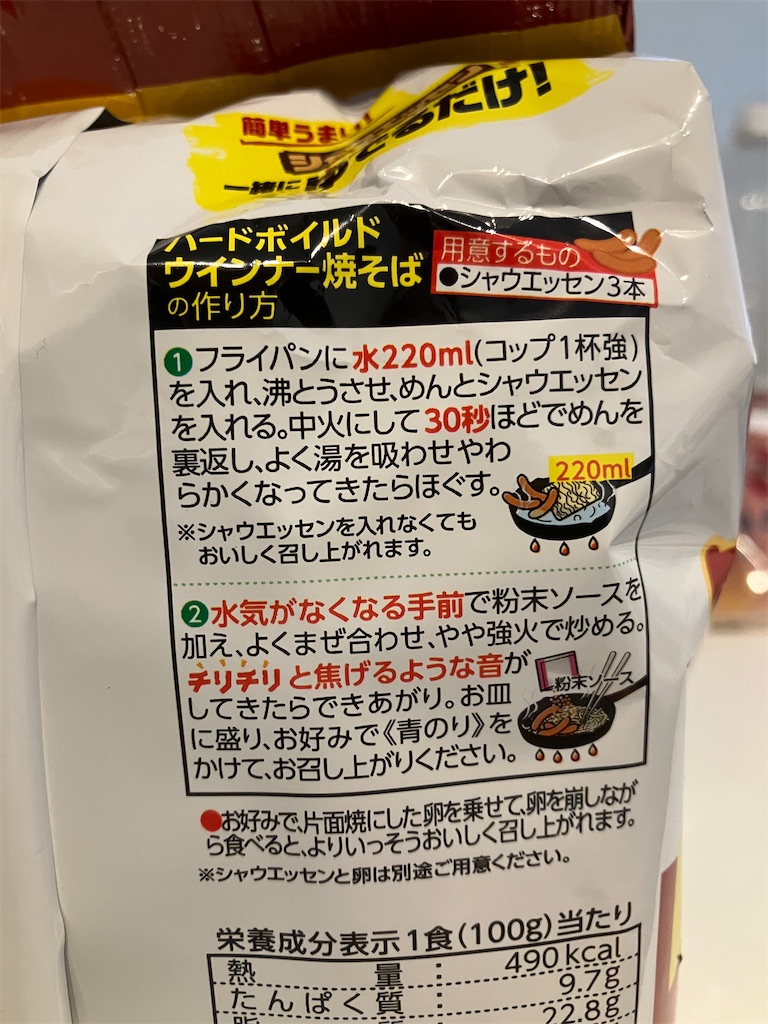 簡単うまい!
一緒にゆでるだけ!
ハードボイルド
ウインナー焼そば
の作り方
用意するもの
●シャウエッセン3本
❶フライパンに水220ml(コップ1杯強)
を入れ、沸とうさせ、めんとシャウエッセン
を入れる。中火にして30秒ほどでめんを
裏返し、よく湯を吸わせやわ
らかくなってきたらほぐす。
220ml
※シャウエッセンを入れなくても
おいしく召し上がれます。
❷水気がなくなる手前で粉末ソースを
加え、よくまぜ合わせ、やや強火で炒める。
チリチリと焦げるような音が
してきたらできあがり。お皿
に盛り、お好みで《青のり》を
かけて、お召し上がりください。
粉末ソース
●お好みで、片面焼にした卵を乗せて、卵を崩しなが
ら食べると、よりいっそうおいしく召し上がれます。
※シャウエッセンと卵は別途ご用意ください。
栄養成分表示1食(100g)当たり
熱量:490kcal
たんぱく質:9.7g
脂質:22.8g